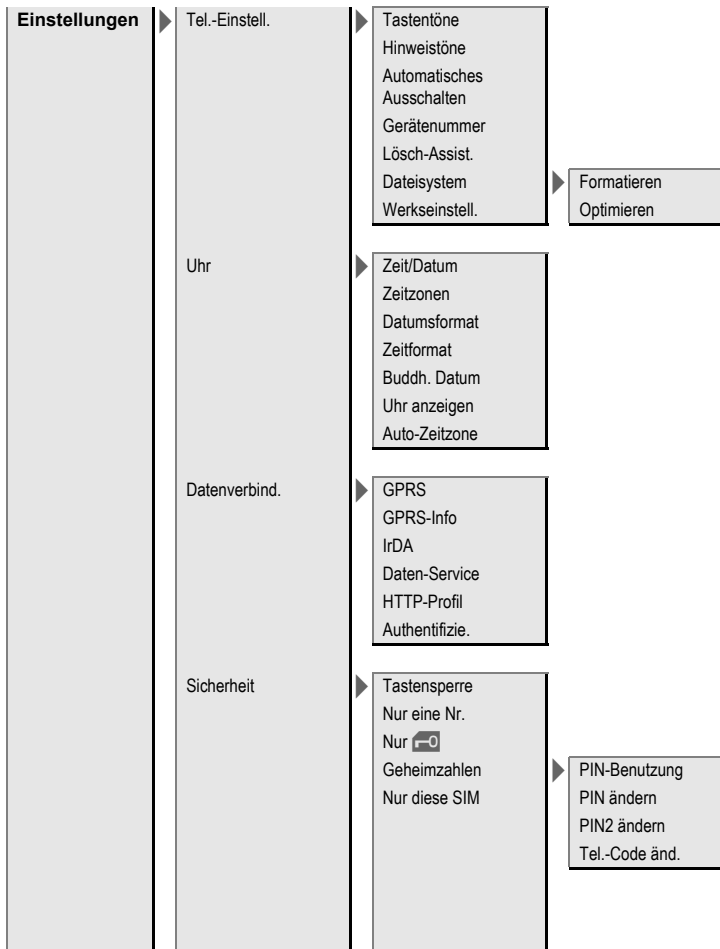 Einstellungen
Tel.-Einstell.
Tastentöne
Hinweistöne
Automatisches
Ausschalten
Gerätenummer
Lösch-Assist.
Dateisystem
Formatieren
Werkseinstell.
Optimieren
Uhr
Zeit/Datum
Zeitzonen
Datumsformat
Zeitformat
Buddh. Datum
Uhr anzeigen
Auto-Zeitzone
Datenverbind.
GPRS
GPRS-Info
IrDA
Daten-Service
HTTP-Profil
Authentifizie.
Sicherheit
Tastensperre
Nur eine Nr.
Nur
Geheimzahlen
PIN-Benutzung
Nur diese SIM
PIN ändern
PIN2 ändern
Tel.-Code änd.